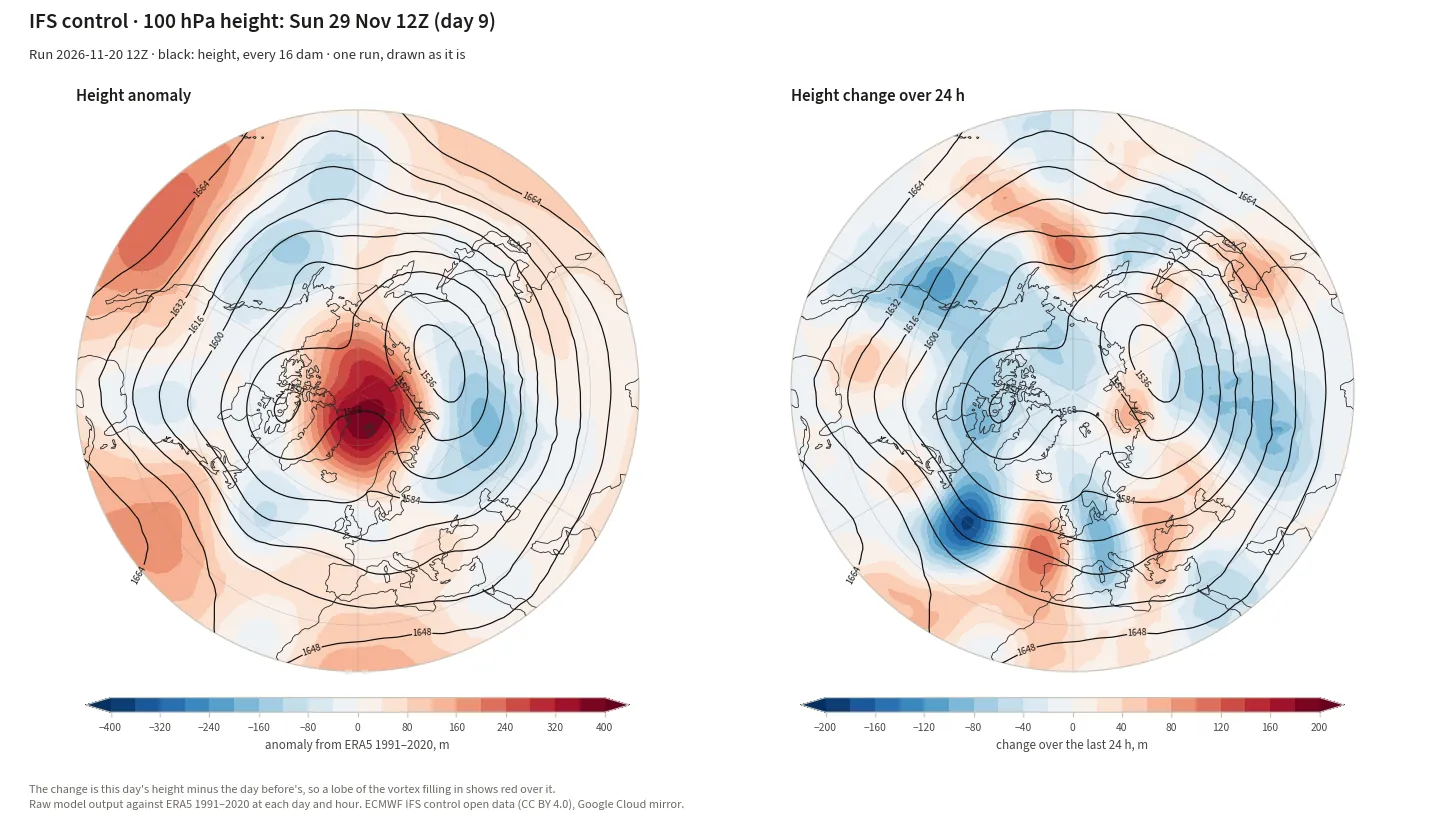 IFS control · 100 hPa height: Sun 29 Nov 12Z (day 9)
Run 2026-11-20 12Z · black: height, every 16 dam · one run, drawn as it is
Height anomaly
Height change over 24 h
1664
1664
1632
1616
1600
1536
1568
1584
1664
1648
1648
1664
1664
1632
1616
1600
1536
1568
1584
1664
1648
1648
−400 −320 −240 −160 −80 0 80 160 240 320 400
anomaly from ERA5 1991–2020, m
−200 −160 −120 −80 −40 0 40 80 120 160 200
change over the last 24 h, m
The change is this day's height minus the day before's, so a lobe of the vortex filling in shows red over it.
Raw model output against ERA5 1991–2020 at each day and hour. ECMWF IFS control open data (CC BY 4.0), Google Cloud mirror.